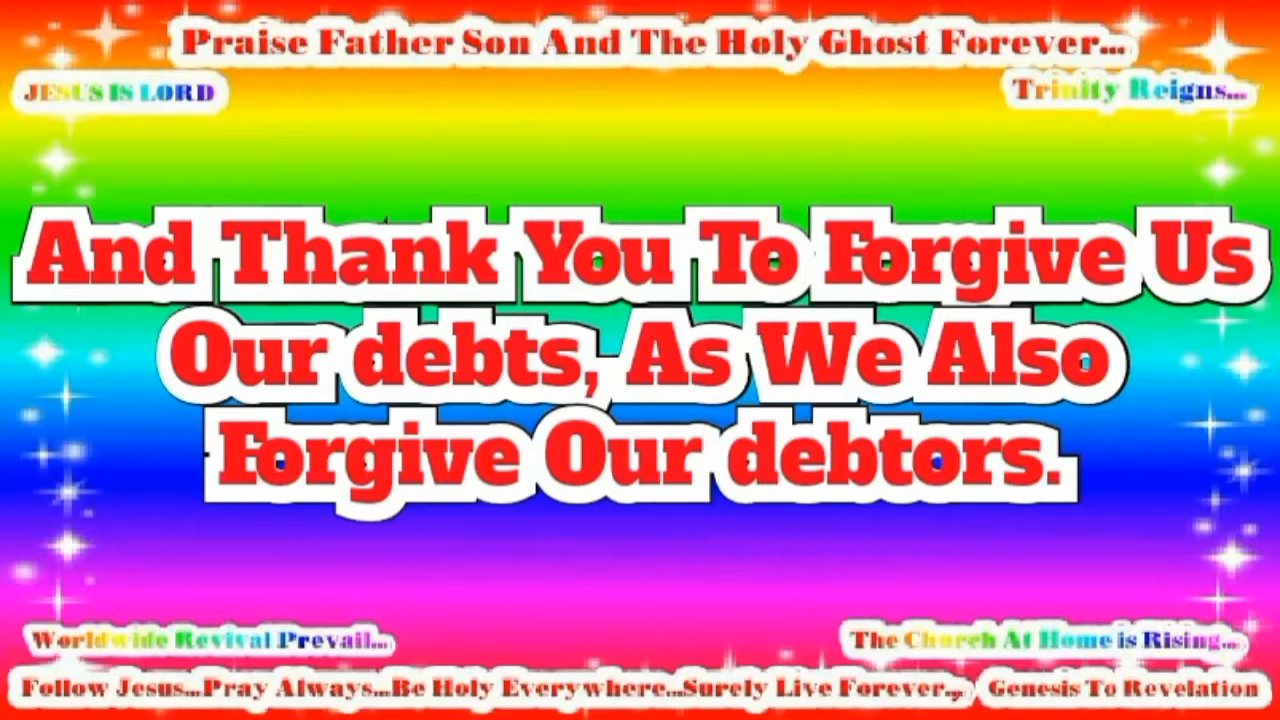 Praise Father Son And The Holy Ghost Forever...
JESUS IS LORD
Trinity Reigns...
And Thank You To Forgive Us
Our debts, As We Also
Forgive Our debtors.
Worldwide Revival Prevail...
The Church At Home is Rising...
Follow Jesus...Pray Always...Be Holy Everywhere...Surely Live Forever...,
Genesis To Revelation